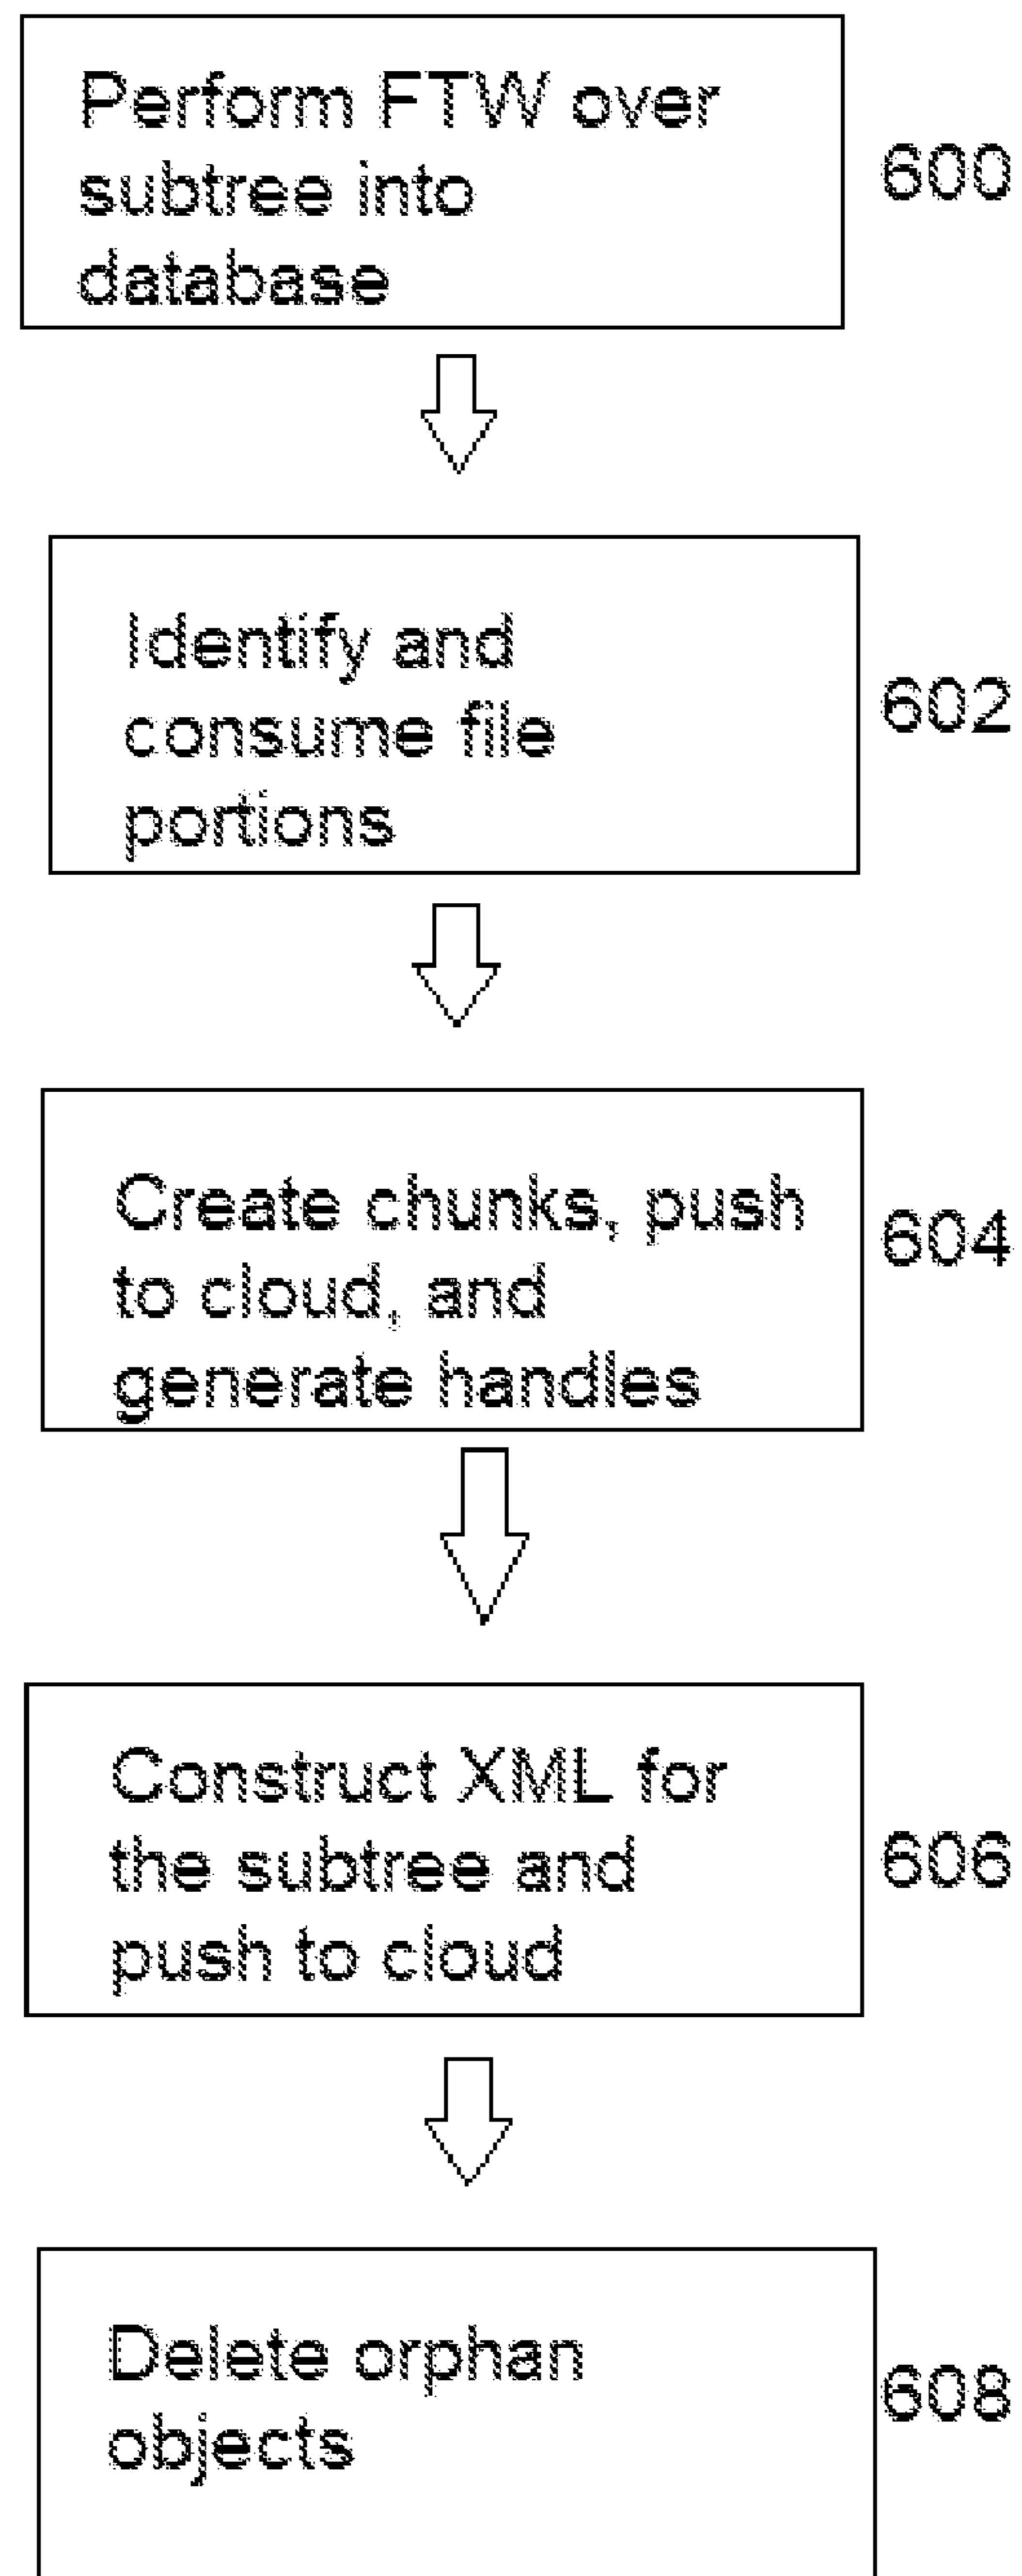 Perform FTW over
subtree into
database
600
Identify and
consume file
portions
602
Create chunks, push
to cloud, and
generate handles
604
Construct XML for
the subtree and
push to cloud
606
Delete orphan
objects
608